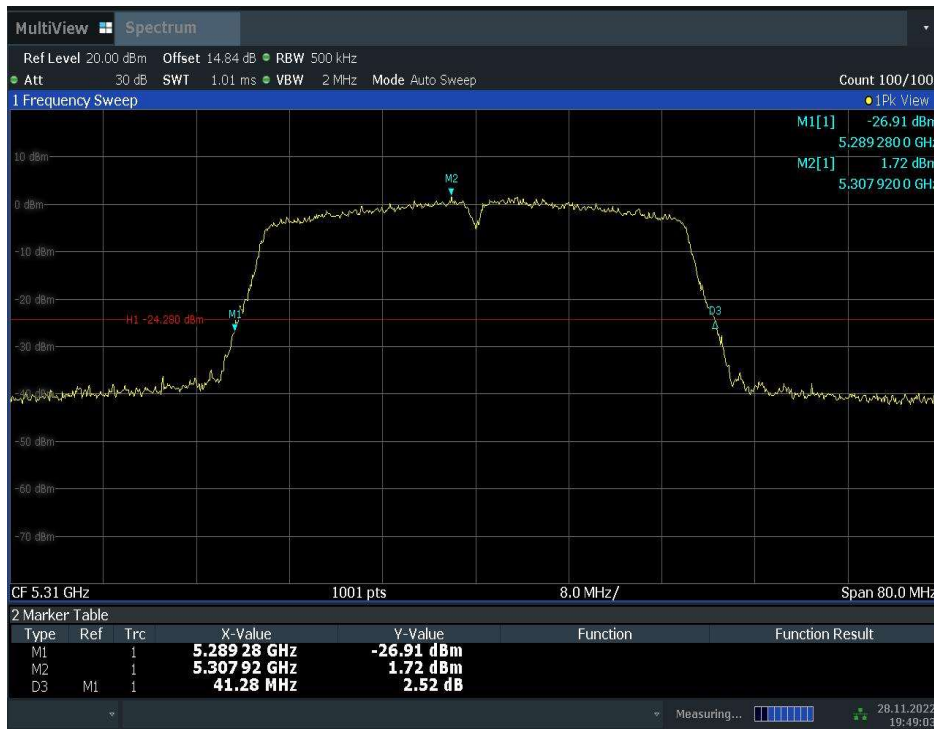 MultiView Spectrum
Ref Level 20.00 dBm Offset 14.84 dB RBW 500 kHz
Att 30 dB SWT 1.01 ms VBW 2 MHz Mode Auto Sweep Count 100/100
1 Frequency Sweep 1Pk View
M1[1] -26.91 dBm
5.289 280 0 GHz
10 dBm
M2[1] 1.72 dBm
5.307 920 0 GHz
M2
0 dBm
-10 dBm
-20 dBm
M1
D3
H1 -24.280 dBm
-30 dBm
-50 dBm
-60 dBm
-70 dBm
CF 5.31 GHz 1001 pts 8.0 MHz/ Span 80.0 MHz
2 Marker Table
Type Ref Trc X-Value Y-Value Function Function Result
M1 1 5.289 28 GHz -26.91 dBm
M2 1 5.307 92 GHz 1.72 dBm
D3 M1 1 41.28 MHz 2.52 dB
Measuring... 28.11.2022
19:49:03